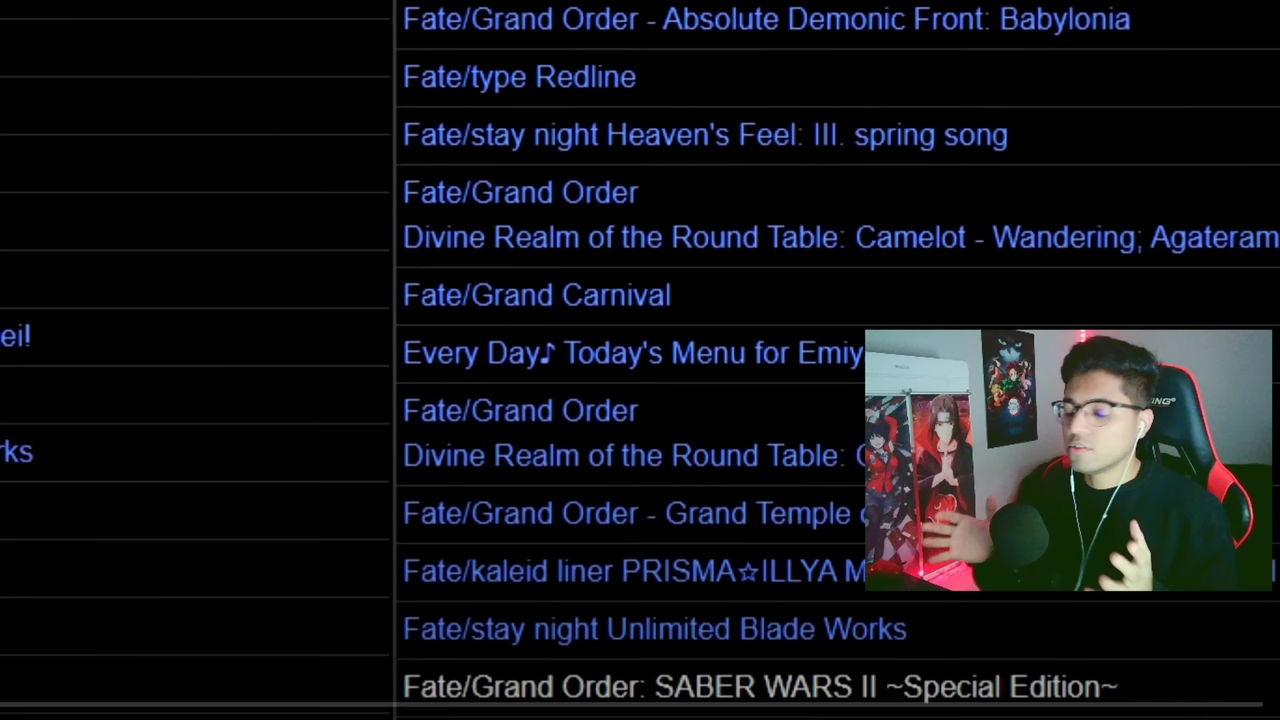 Fate/Grand Order - Absolute Demonic Front: Babylonia
Fate/type Redline
Fate/stay night Heaven's Feel: III. spring song
Fate/Grand Order
Divine Realm of the Round Table: Camelot - Wandering; Agateram
Fate/Grand Carnival
ei!
Every Day♪ Today's Menu for Emiy
Fate/Grand Order
Divine Realm of the Round Table:
rks
Fate/Grand Order - Grand Temple
Fate/kaleid liner PRISMA☆ILLYA M
Fate/stay night Unlimited Blade Works
Fate/Grand Order: SABER WARS II ~Special Edition~
ING